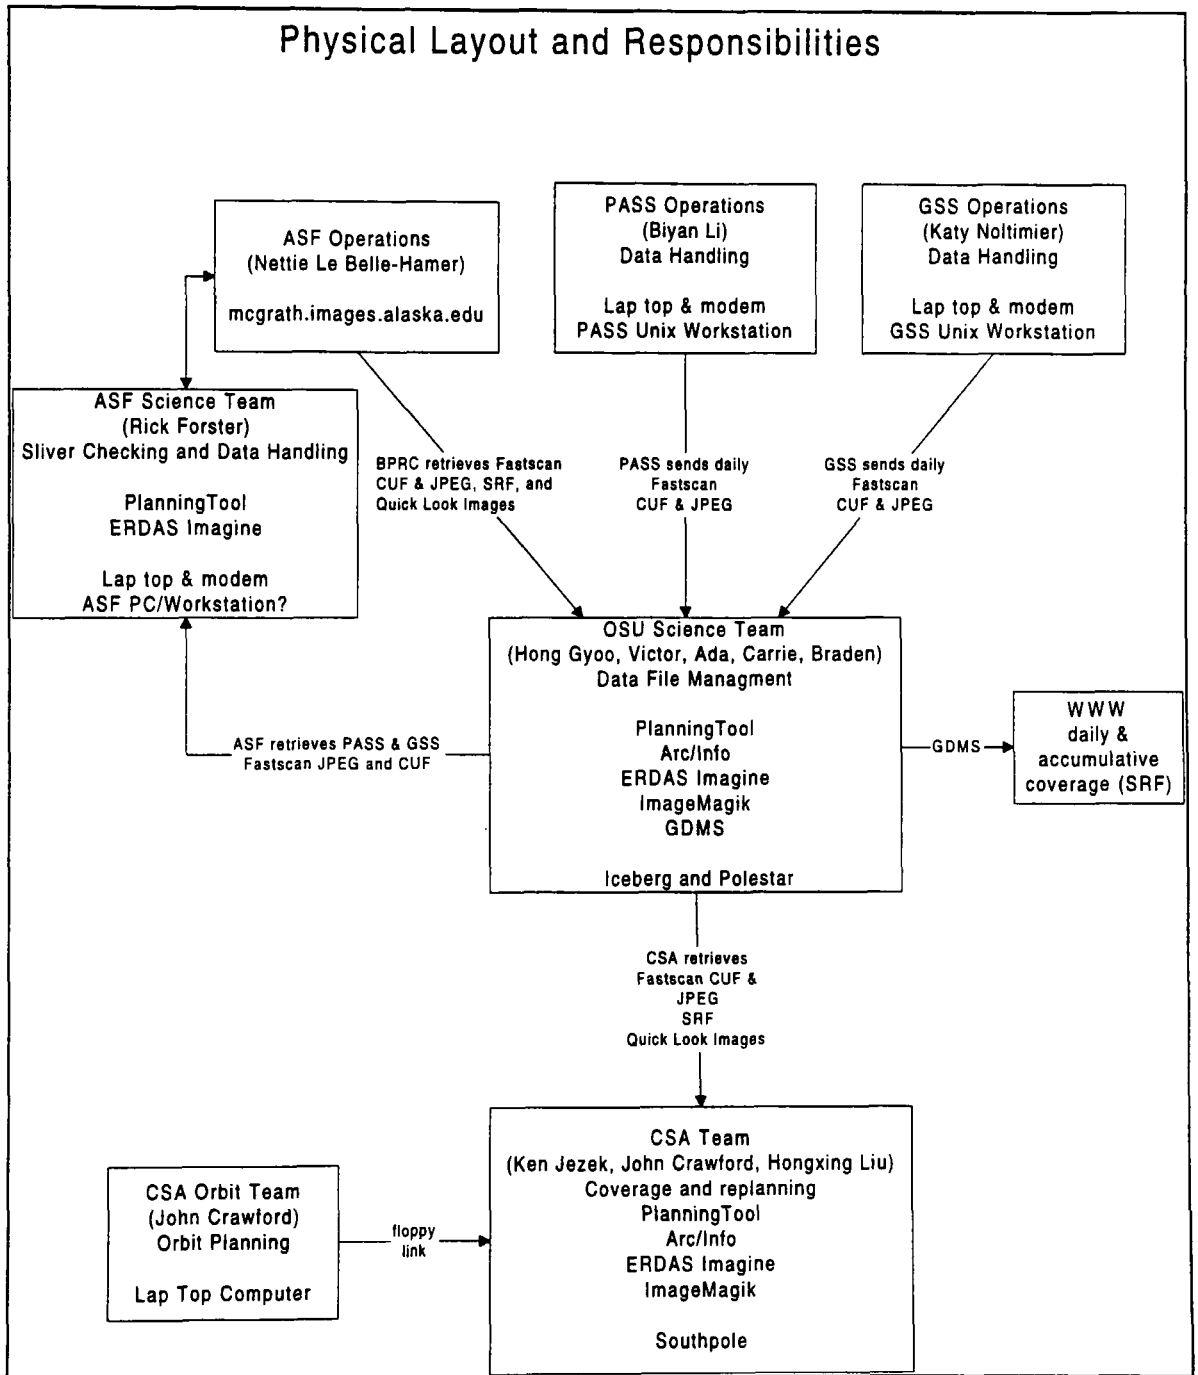 Physical Layout and Responsibilities
ASF Operations
(Nettie Le Belle-Hamer)
mcgrath.images.alaska.edu
PASS Operations
(Biyan Li)
Data Handling
Lap top & modem
PASS Unix Workstation
GSS Operations
(Katy Noltimier)
Data Handling
Lap top & modem
GSS Unix Workstation
ASF Science Team
(Rick Forster)
Sliver Checking and Data Handling
PlanningTool
ERDAS Imagine
Lap top & modem
ASF PC/Workstation?
BPRC retrieves Fastscan
CUF & JPEG, SRF, and
Quick Look Images
PASS sends daily
Fastscan
CUF & JPEG
GSS sends daily
Fastscan
CUF & JPEG
OSU Science Team
(Hong Gyoo, Victor, Ada, Carrie, Braden)
Data File Managment
PlanningTool
Arc/Info
ERDAS Imagine
ImageMagik
GDMS
Iceberg and Polestar
ASF retrieves PASS & GSS
Fastscan JPEG and CUF
GDMS
WWW
daily &
accumulative
coverage (SRF)
CSA retrieves
Fastscan CUF &
JPEG
SRF
Quick Look Images
CSA Team
(Ken Jezek, John Crawford, Hongxing Liu)
Coverage and replanning
PlanningTool
Arc/Info
ERDAS Imagine
ImageMagik
Southpole
CSA Orbit Team
(John Crawford)
Orbit Planning
Lap Top Computer
floppy
link